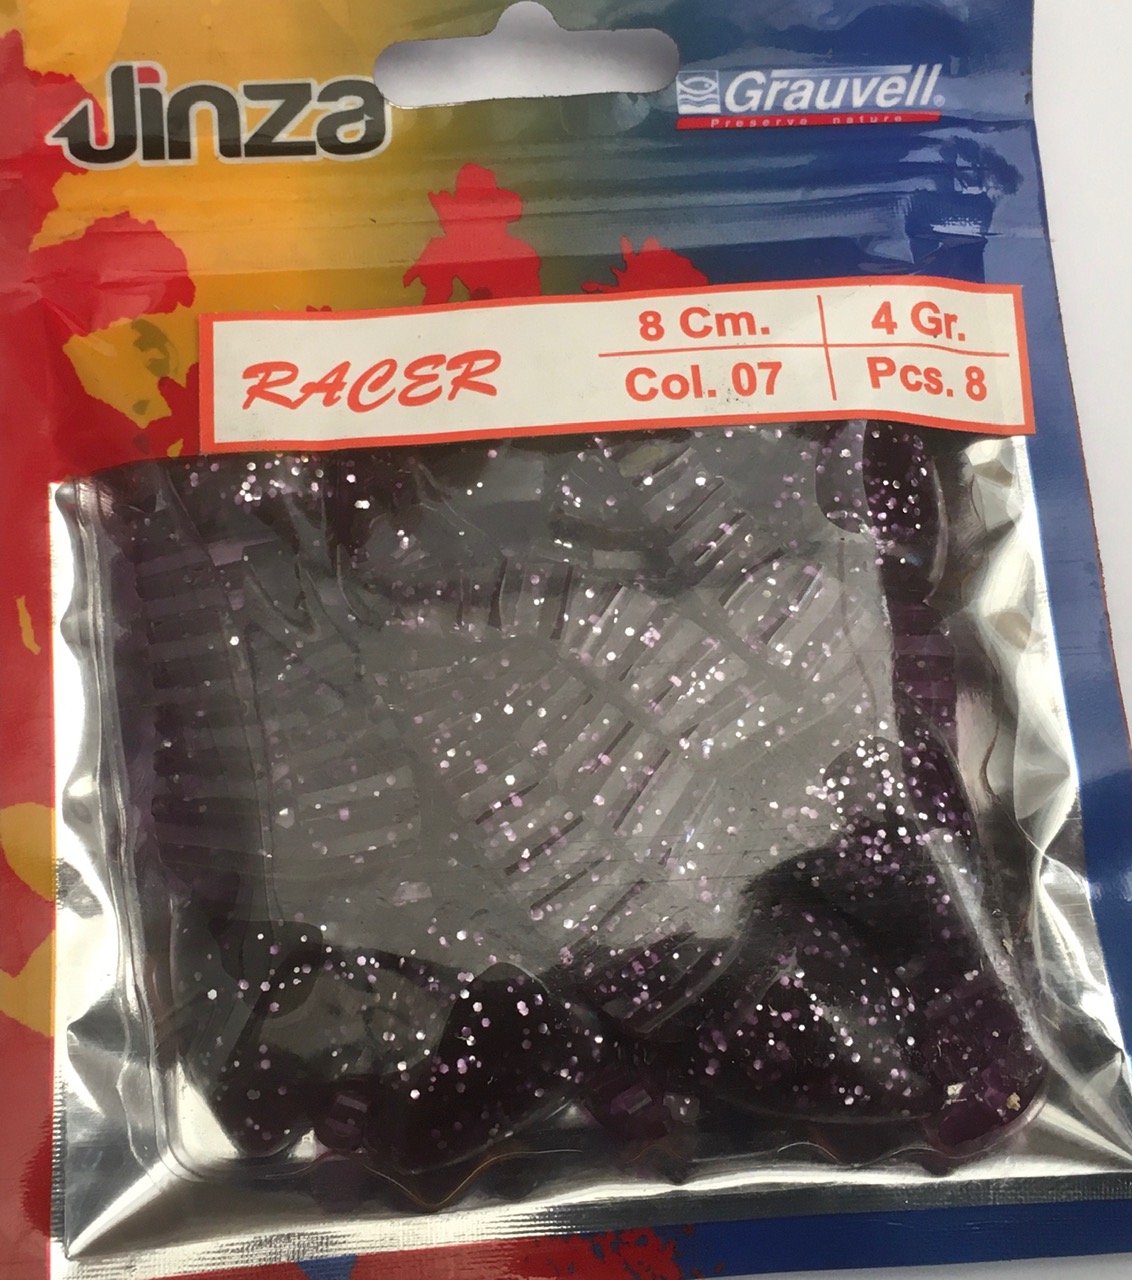 Jinza
Grauvell®
Preserve nature
RACER
8 Cm.
4 Gr.
Col. 07
Pcs. 8